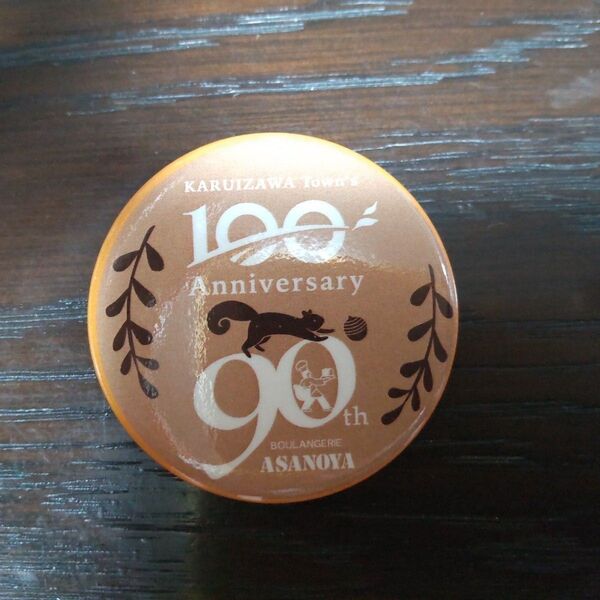 KARUIZAWA Town's
100
Anniversary
90th
BOULANGERIE
ASANOYA